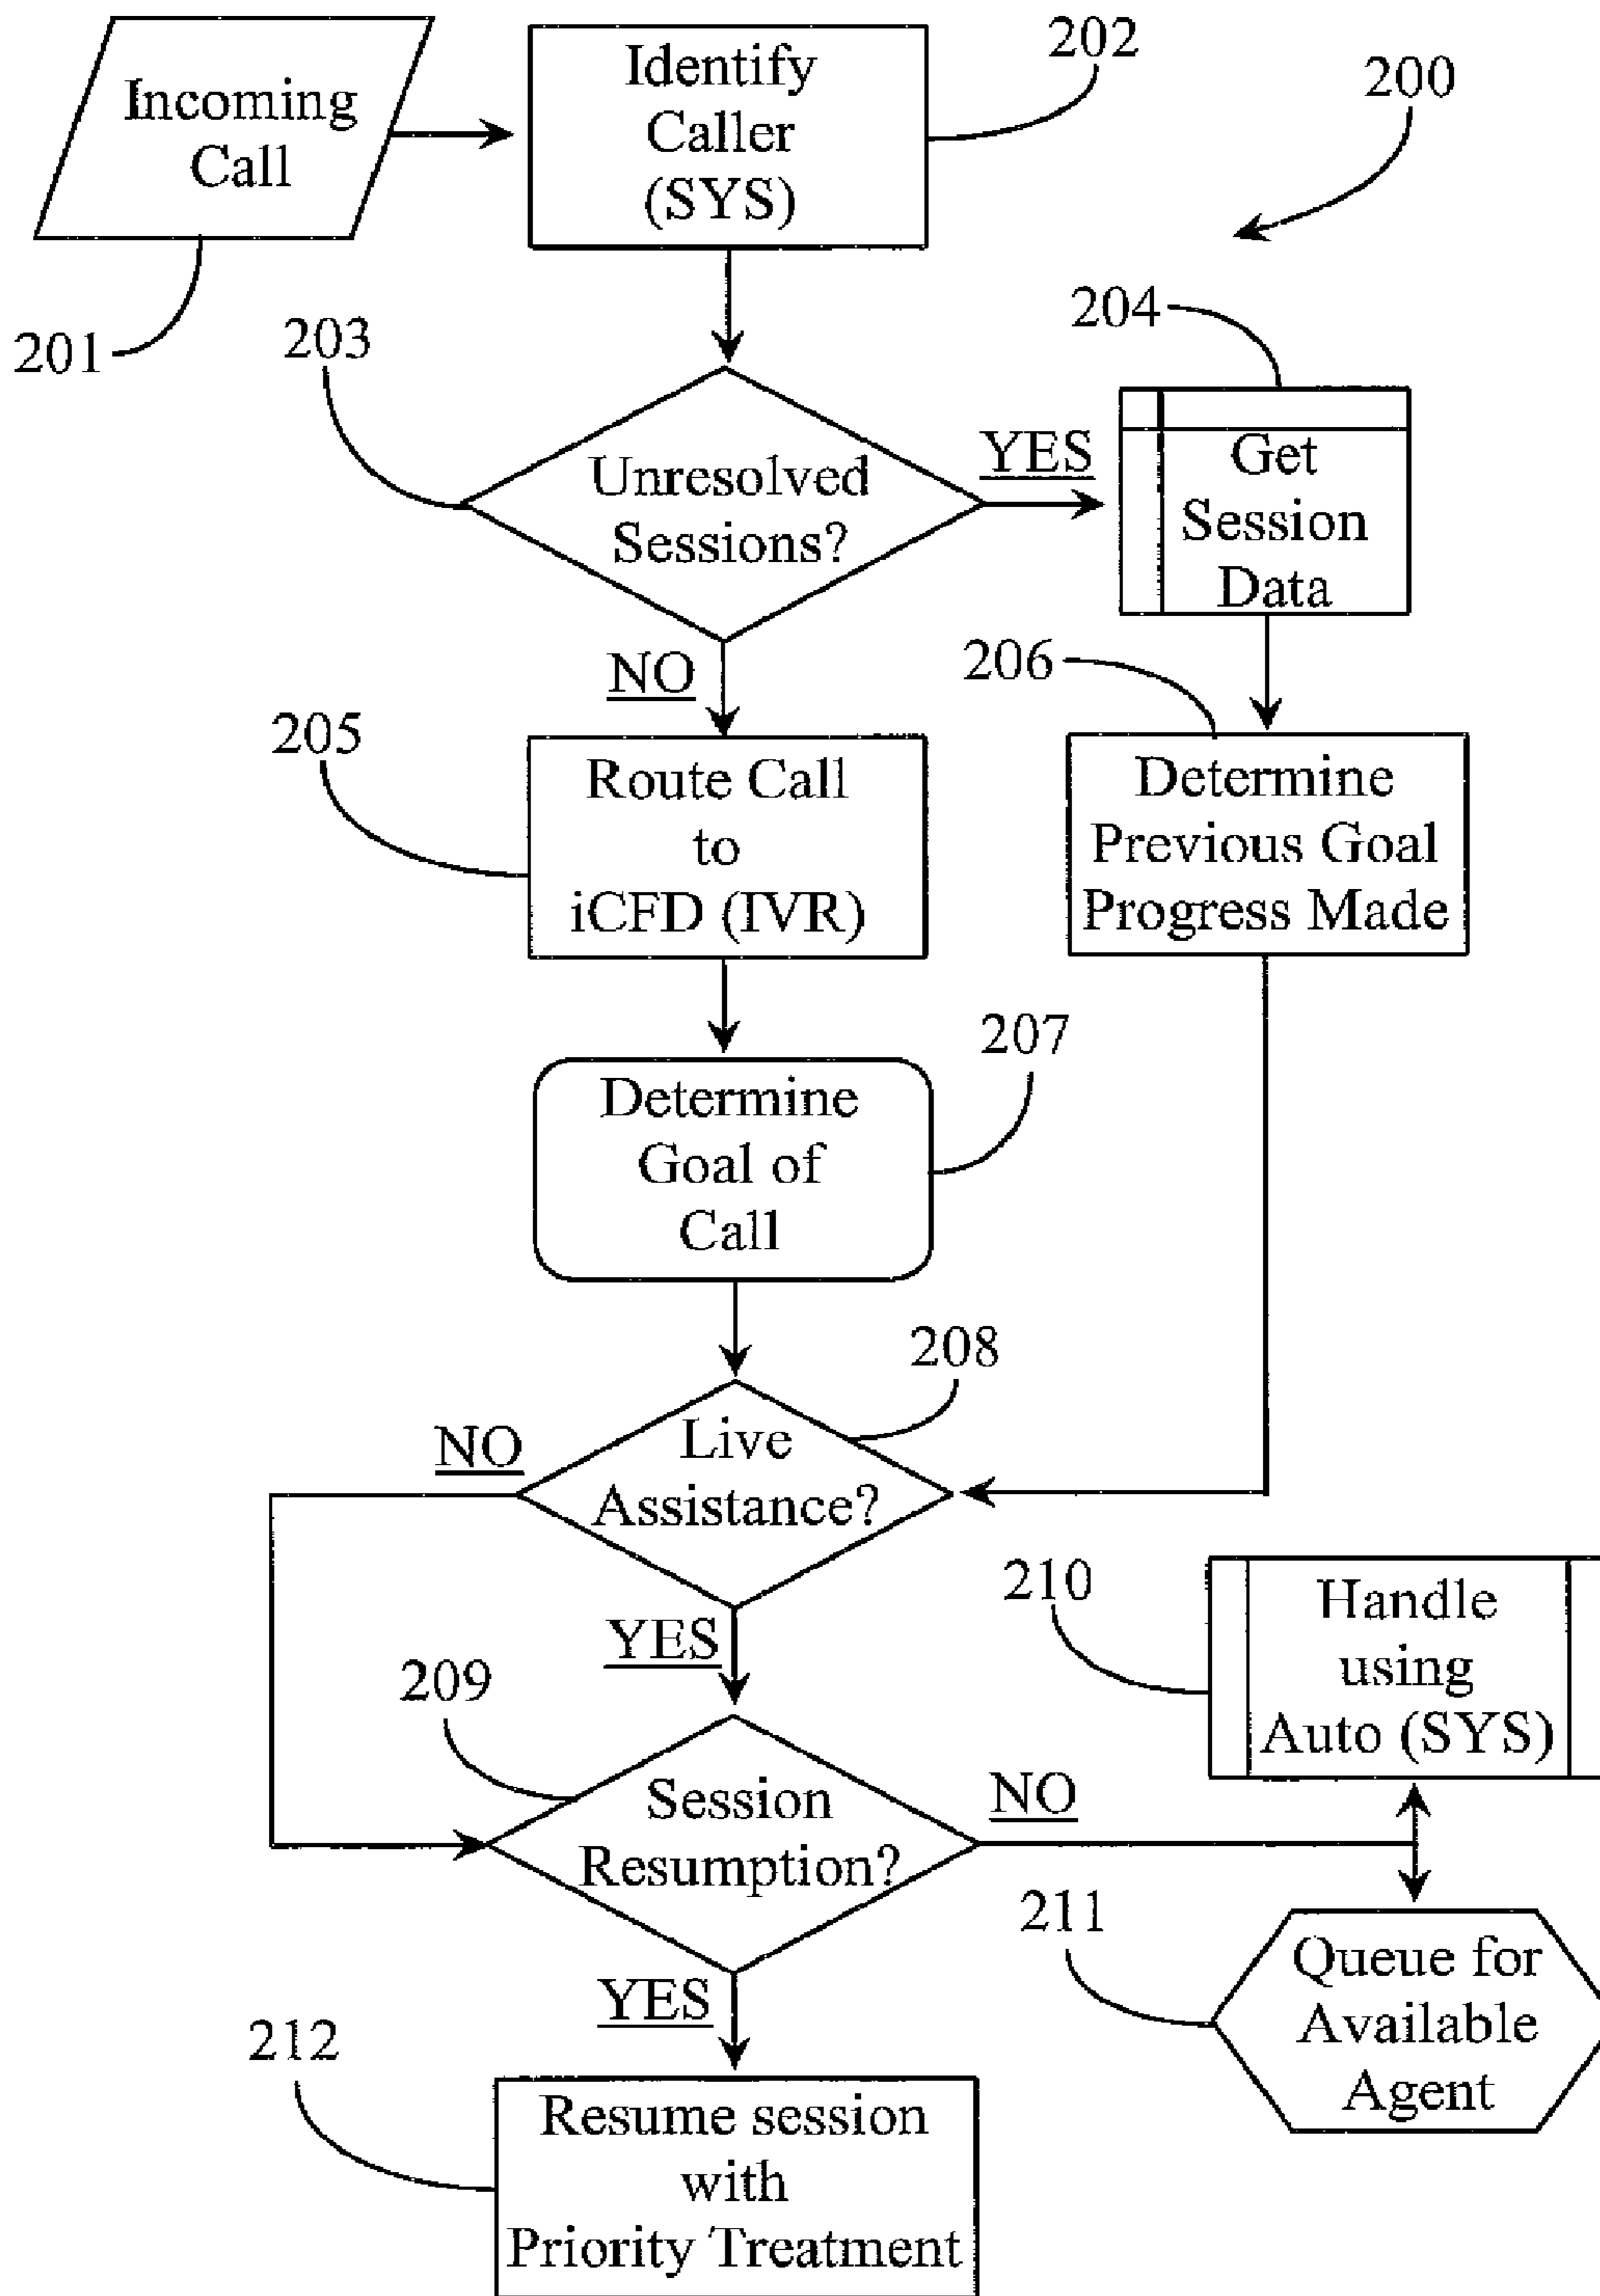 Incoming
Call
201
Identify
Caller
(SYS)
202
200
203
Unresolved
Sessions?
YES
NO
204
Get
Session
Data
205
Route Call
to
iCFD (IVR)
206
Determine
Previous Goal
Progress Made
207
Determine
Goal of
Call
208
Live
Assistance?
NO
YES
209
Session
Resumption?
NO
YES
210
Handle
using
Auto (SYS)
211
Queue for
Available
Agent
212
Resume session
with
Priority Treatment